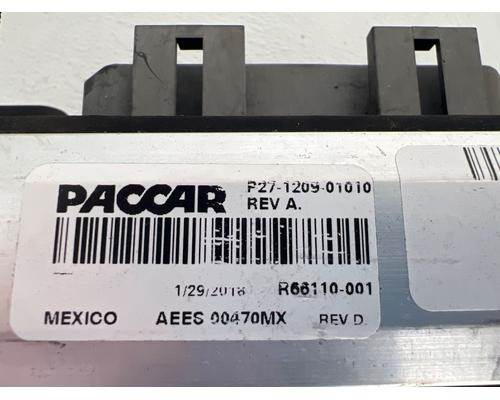 PACCAR
P27-1209-01010
REV A.
1/29/2018 R66110-001
MEXICO AEES 00470MX REV D.